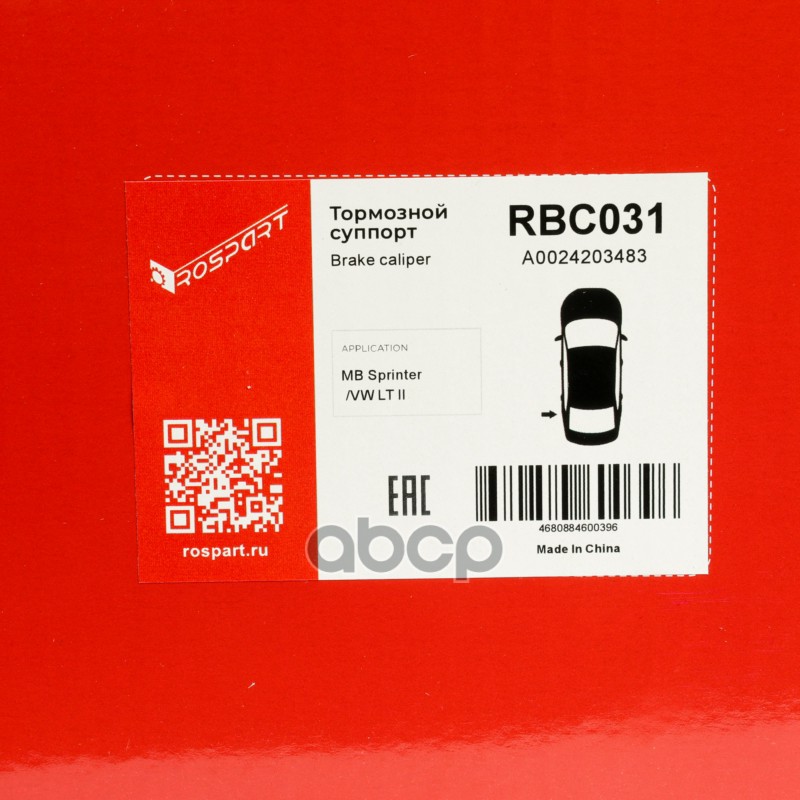 ROSPART
Тормозной
суппорт
Brake caliper
RBC031
A0024203483
APPLICATION
MB Sprinter
/VW LT II
EAC
4680884600396
Made In China
rospart.ru
abcp